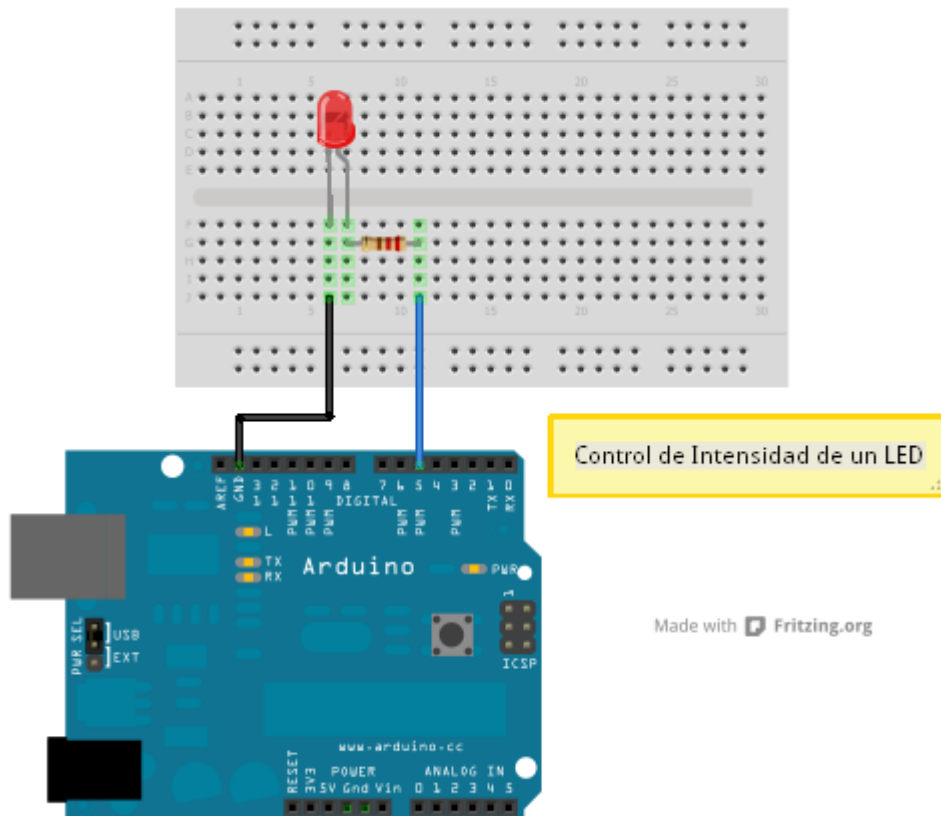 1 5 10 15 20 25 30
A
B
C
D
E
F
G
H
I
J
1 5 10 15 20 25 30
Control de Intensidad de un LED
AREF
GND
13
12
11
10
9
8
7
6
5
4
3
2
1
0
DIGITAL
PWM
PWM
PWM
PWM
PWM
PWM
TX
RX
L
TX
RX
Arduino
PWR
1
ICSP
PWR SEL
USB
EXT
Made with Fritzing.org
www.arduino.cc
POWER
ANALOG IN
RESET
3V3
5V Gnd Vin 0 1 2 3 4 5